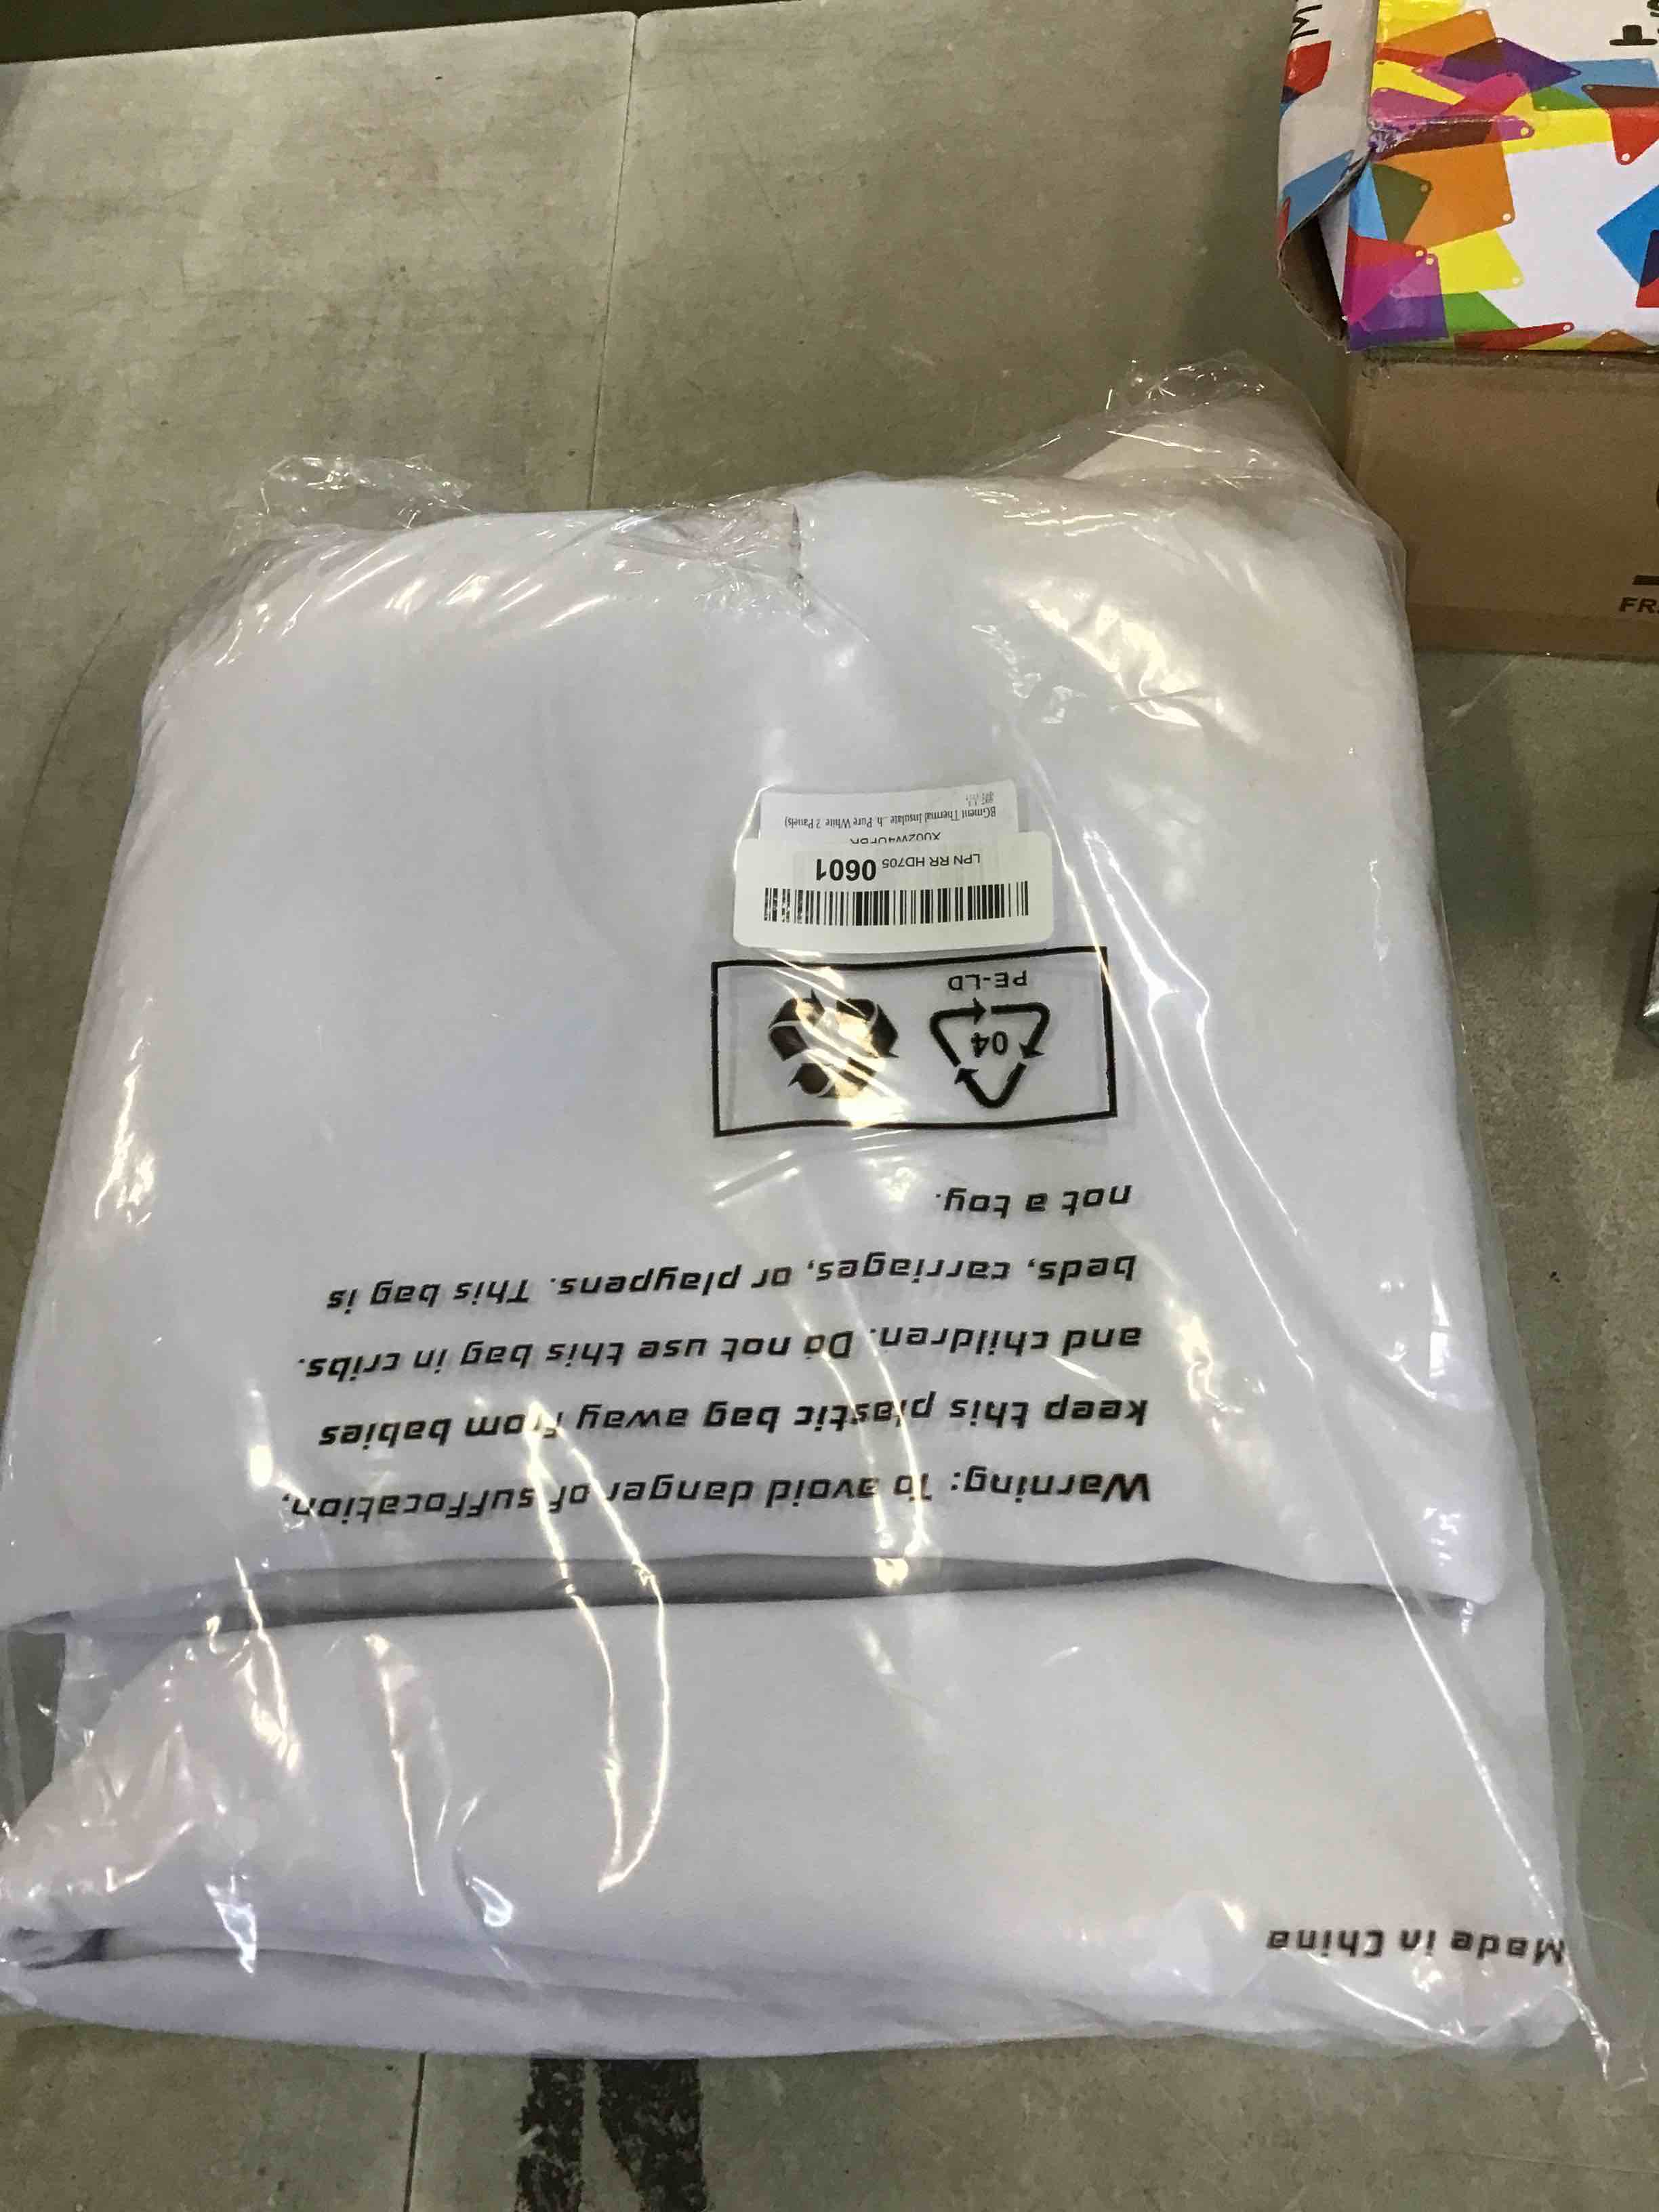 Made in China
Warning: To avoid danger of suffocation,
keep this plastic bag away from babies
and children. Do not use this bag in cribs.
beds, carriages, or playpens. This bag is
not a toy.
04
PE-LD
LPN RR HD705 0601
BGment Thermal Insulate...h, Pure White 2 Panels)
M
FR